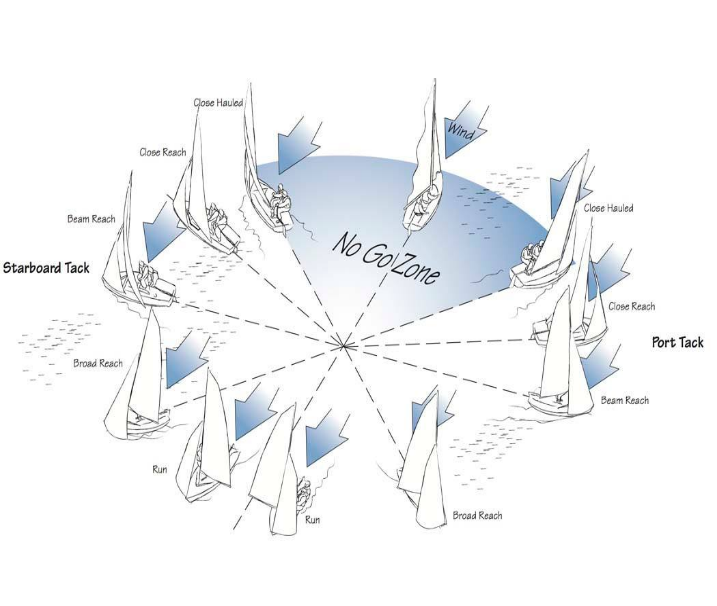 Close Hauled
Wind
Close Reach
Close Hauled
Beam Reach
No Go Zone
Starboard Tack
Close Reach
Port Tack
Broad Reach
Beam Reach
Run
Run
Broad Reach